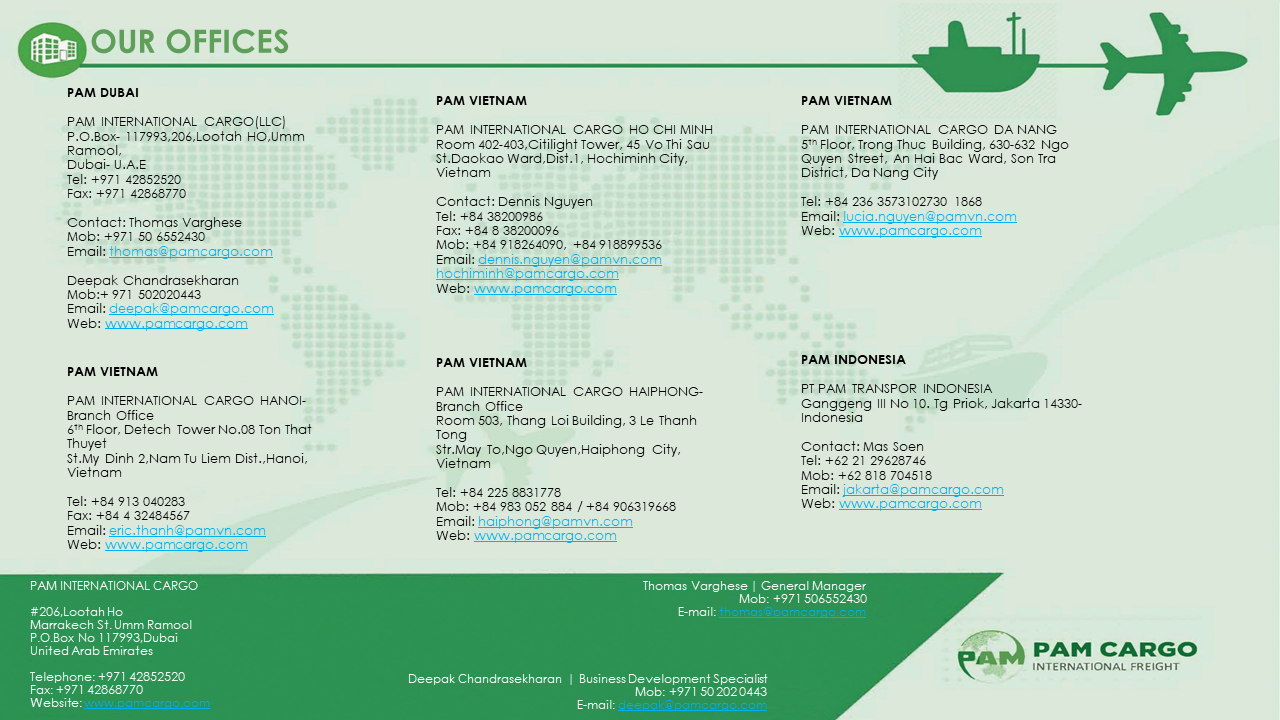 OUR OFFICES
PAM DUBAI
PAM INTERNATIONAL CARGO(LLC)
P.O.Box- 117993,206,Lootah HO,Umm
Ramool,
Dubai- U.A.E
Tel: +971 42852520
Fax: +971 42868770
Contact: Thomas Varghese
Mob: +971 50 6552430
Email: thomas@pamcargo.com
Deepak Chandrasekharan
Mob:+ 971 502020443
Email: deepak@pamcargo.com
Web: www.pamcargo.com
PAM VIETNAM
PAM INTERNATIONAL CARGO HANOI-
Branch Office
6th Floor, Detech Tower No.08 Ton That
Thuyet
St.My Dinh 2,Nam Tu Liem Dist.,Hanoi,
Vietnam
Tel: +84 913 040283
Fax: +84 4 32484567
Email: eric.thanh@pamvn.com
Web: www.pamcargo.com
PAM VIETNAM
PAM INTERNATIONAL CARGO HO CHI MINH
Room 402-403,Citilight Tower, 45 Vo Thi Sau
St.Daokao Ward,Dist.1, Hochiminh City,
Vietnam
Contact: Dennis Nguyen
Tel: +84 38200986
Fax: +84 8 38200096
Mob: +84 918264090, +84 918899536
Email: dennis.nguyen@pamvn.com
hochiminh@pamcargo.com
Web: www.pamcargo.com
PAM VIETNAM
PAM INTERNATIONAL CARGO HAIPHONG-
Branch Office
Room 503, Thang Loi Building, 3 Le Thanh
Tong
Str.May To,Ngo Quyen,Haiphong City,
Vietnam
Tel: +84 225 8831778
Mob: +84 983 052 884 / +84 906319668
Email: haiphong@pamvn.com
Web: www.pamcargo.com
PAM VIETNAM
PAM INTERNATIONAL CARGO DA NANG
5th Floor, Trong Thuc Building, 630-632 Ngo
Quyen Street, An Hai Bac Ward, Son Tra
District, Da Nang City
Tel: +84 236 3573102730 1868
Email: lucia.nguyen@pamvn.com
Web: www.pamcargo.com
PAM INDONESIA
PT PAM TRANSPOR INDONESIA
Ganggeng III No 10. Tg Priok, Jakarta 14330-
Indonesia
Contact: Mas Soen
Tel: +62 21 29628746
Mob: +62 818 704518
Email: jakarta@pamcargo.com
Web: www.pamcargo.com
PAM INTERNATIONAL CARGO
#206,Lootah Ho
Marrakech St. Umm Ramool
P.O.Box No 117993,Dubai
United Arab Emirates
Telephone: +971 42852520
Fax: +971 42868770
Website: www.pamcargo.com
Thomas Varghese | General Manager
Mob: +971 506552430
E-mail: thomas@pamcargo.com
Deepak Chandrasekharan | Business Development Specialist
Mob: +971 50 202 0443
E-mail: deepak@pamcargo.com
PAM
PAM CARGO
INTERNATIONAL FREIGHT